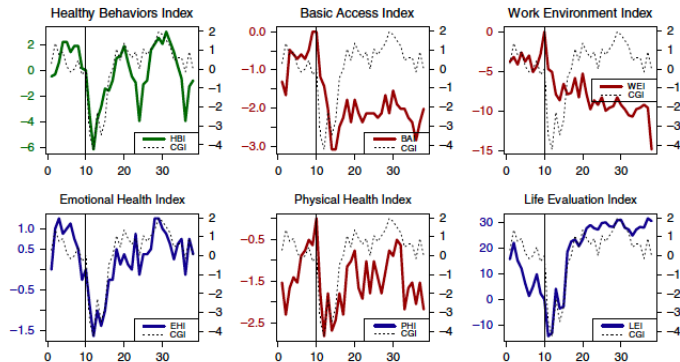 Healthy Behaviors Index
2
0
−2
−4
−6
2
1
0
−1
−2
−3
−4
HBI
CGI
0 10 20 30
Basic Access Index
−0.0
−1.0
−2.0
−3.0
2
1
0
−1
−2
−3
−4
BAI
CGI
0 10 20 30
Work Environment Index
0
−5
−10
−15
2
1
0
−1
−2
−3
−4
WEI
CGI
0 10 20 30
Emotional Health Index
1.0
0.5
−0.5
−1.5
2
1
0
−1
−2
−3
−4
EHI
CGI
0 10 20 30
Physical Health Index
−0.5
−1.5
−2.5
2
1
0
−1
−2
−3
−4
PHI
CGI
0 10 20 30
Life Evaluation Index
30
20
10
0
−10
2
1
0
−1
−2
−3
−4
LEI
CGI
0 10 20 30